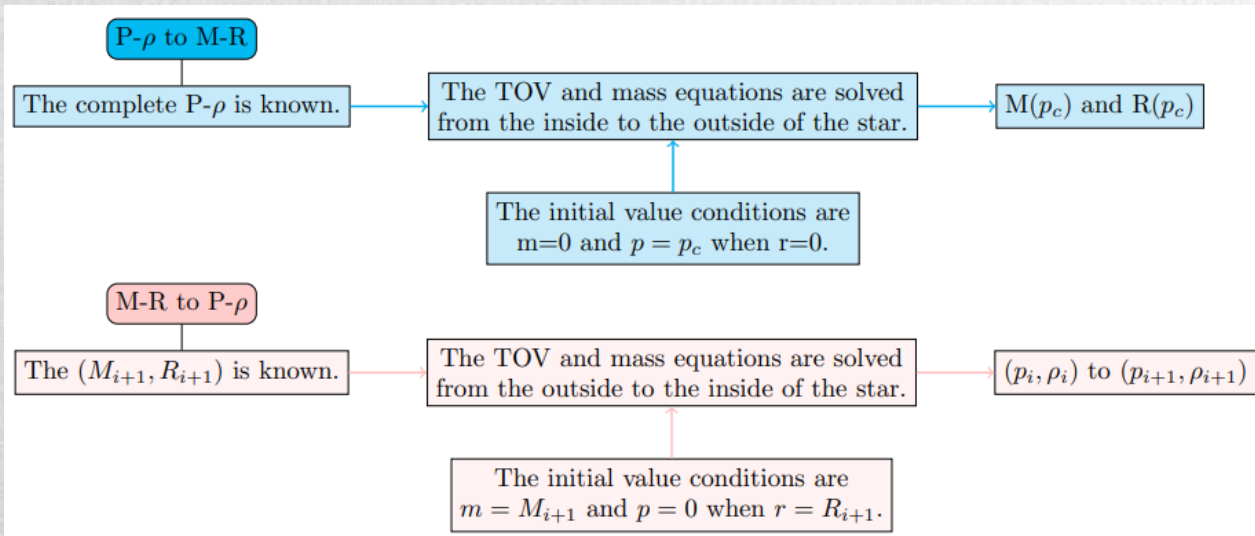 P-ρ to M-R
The complete P-ρ is known.
The TOV and mass equations are solved
from the inside to the outside of the star.
M(p_c) and R(p_c)
The initial value conditions are
m=0 and p = p_c when r=0.
M-R to P-ρ
The (M_{i+1}, R_{i+1}) is known.
The TOV and mass equations are solved
from the outside to the inside of the star.
(p_i, ρ_i) to (p_{i+1}, ρ_{i+1})
The initial value conditions are
m = M_{i+1} and p = 0 when r = R_{i+1}.